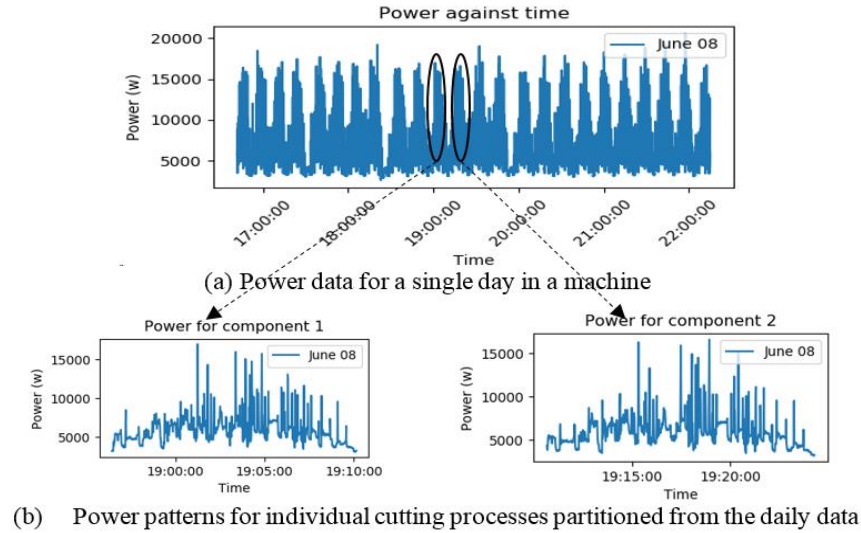 Power against time
June 08
Power (w)
20000
15000
10000
5000
17:00:00
18:00:00
19:00:00
20:00:00
21:00:00
22:00:00
Time
(a) Power data for a single day in a machine
Power for component 1
June 08
Power (w)
15000
10000
5000
19:00:00
19:05:00
19:10:00
Time
Power for component 2
June 08
Power (w)
15000
10000
5000
19:15:00
19:20:00
Time
(b) Power patterns for individual cutting processes partitioned from the daily data